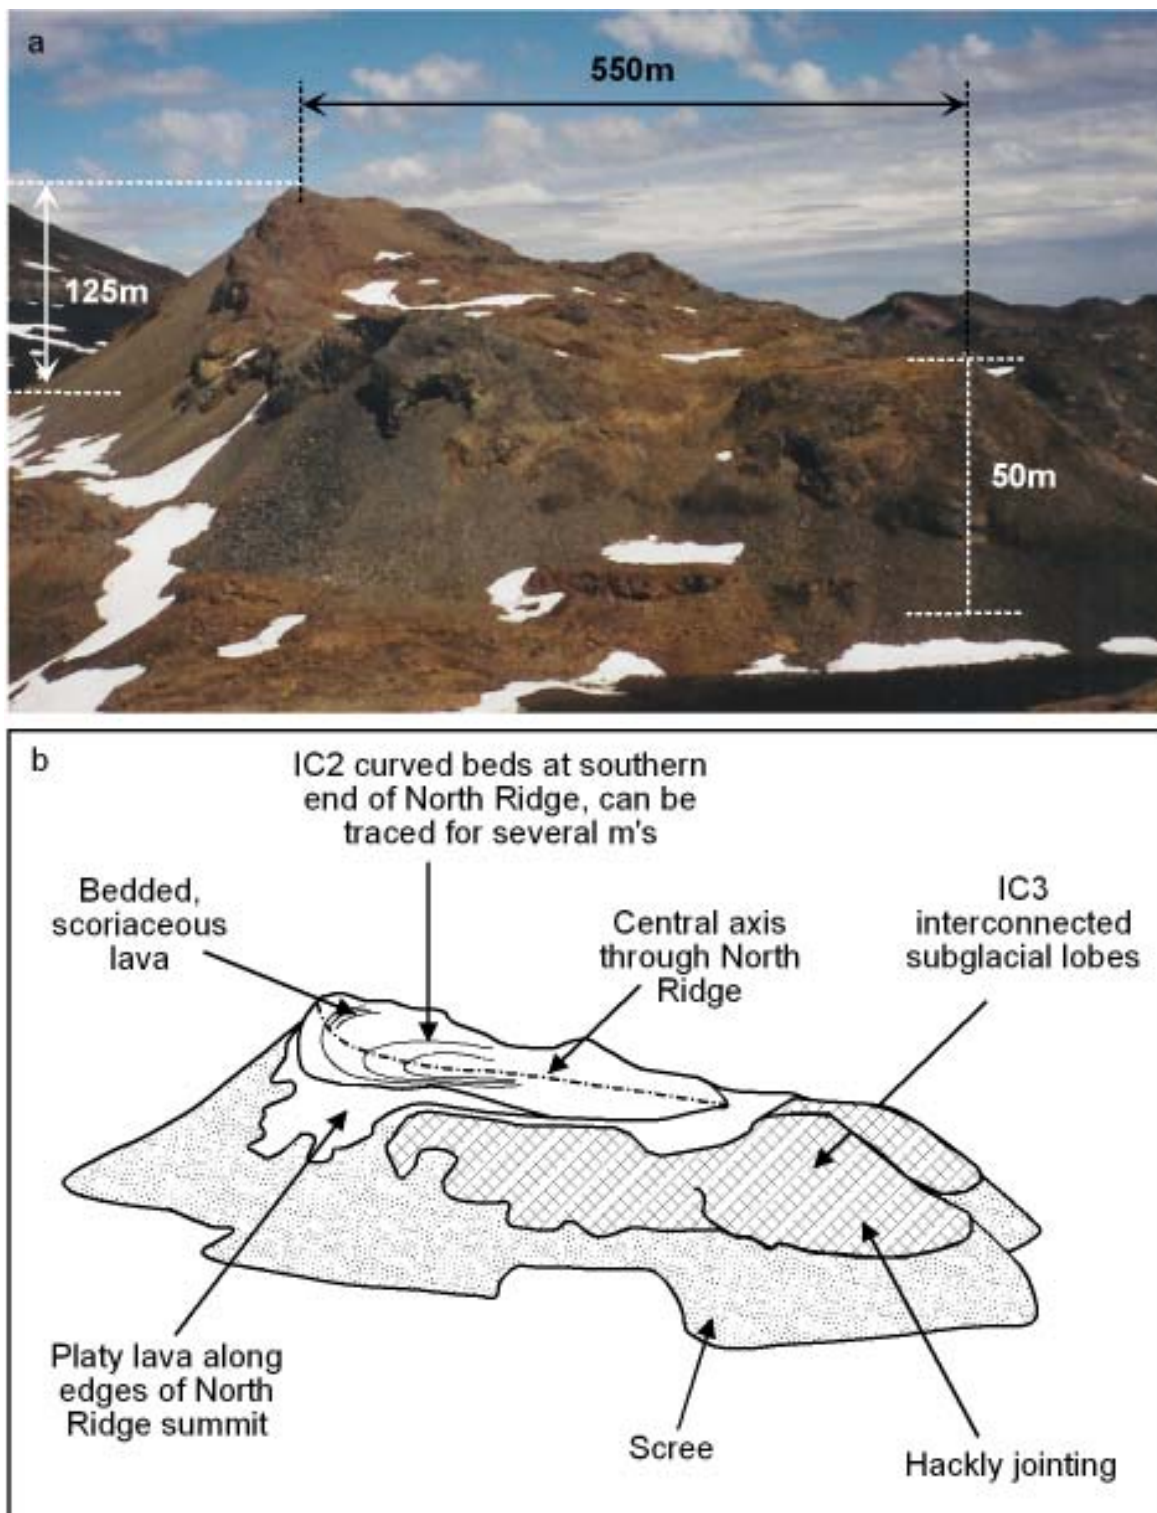 a
550m
125m
50m
b
IC2 curved beds at southern
end of North Ridge, can be
traced for several m's
Bedded,
scoriaceous
lava
Central axis
through North
Ridge
IC3
interconnected
subglacial lobes
Platy lava along
edges of North
Ridge summit
Scree
Hackly jointing